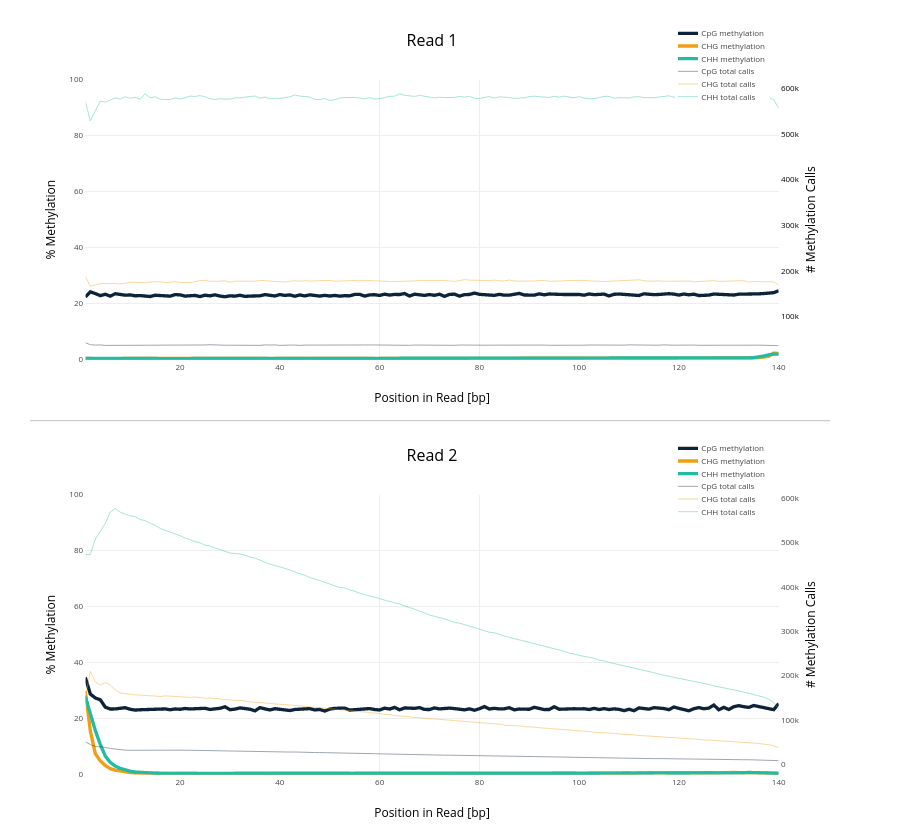 Read 1
CpG methylation
CHG methylation
CHH methylation
CpG total calls
CHG total calls
CHH total calls
100
80
60
40
20
0
% Methylation
600k
500k
400k
300k
200k
100k
# Methylation Calls
20 40 60 80 100 120 140
Position in Read [bp]
Read 2
CpG methylation
CHG methylation
CHH methylation
CpG total calls
CHG total calls
CHH total calls
100
80
60
40
20
0
% Methylation
600k
500k
400k
300k
200k
100k
0
# Methylation Calls
20 40 60 80 100 120 140
Position in Read [bp]